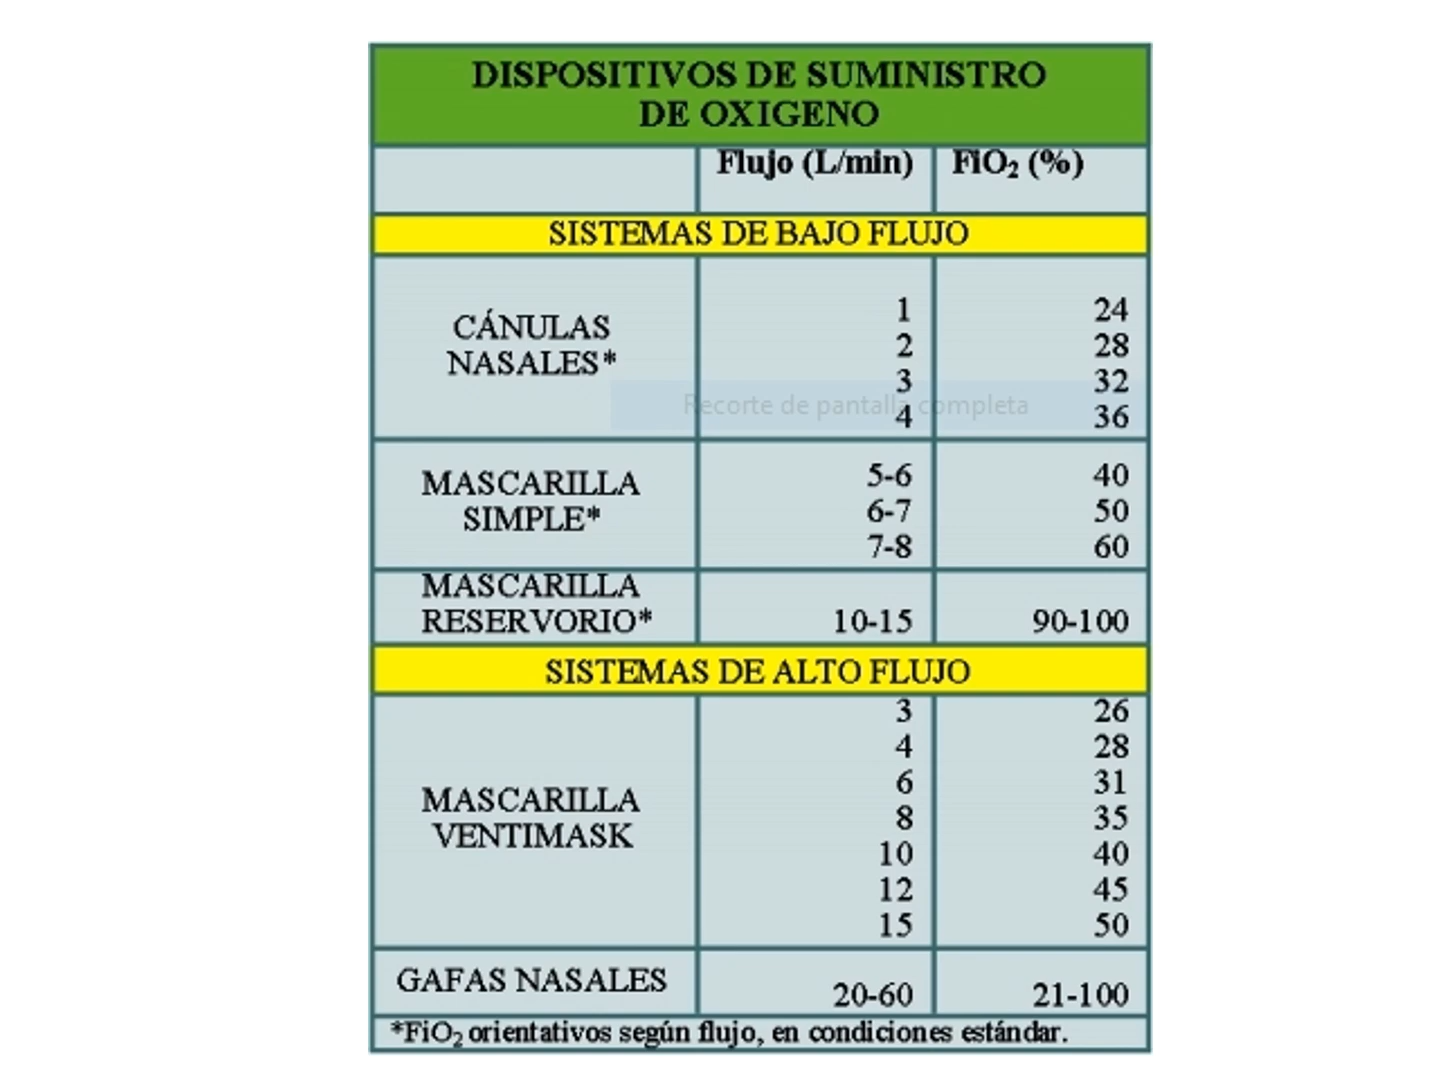 DISPOSITIVOS DE SUMINISTRO
DE OXIGENO
Flujo (L/min) FiO₂ (%)
SISTEMAS DE BAJO FLUJO
CÁNULAS
NASALES*
1 24
2 28
3 32
4 36
Recorte de pantalla completa
MASCARILLA
SIMPLE*
5-6 40
6-7 50
7-8 60
MASCARILLA
RESERVORIO* 10-15 90-100
SISTEMAS DE ALTO FLUJO
MASCARILLA
VENTIMASK
3 26
4 28
6 31
8 35
10 40
12 45
15 50
GAFAS NASALES 20-60 21-100
*FiO₂ orientativos según flujo, en condiciones estándar.